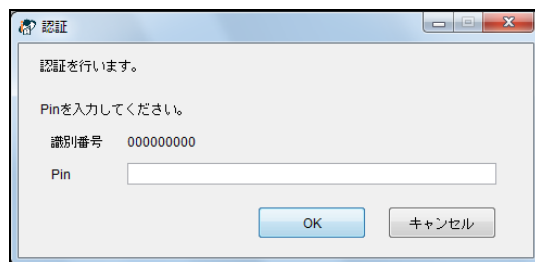 認証
認証を行います。
Pinを入力してください。
識別番号 000000000
Pin
OK キャンセル